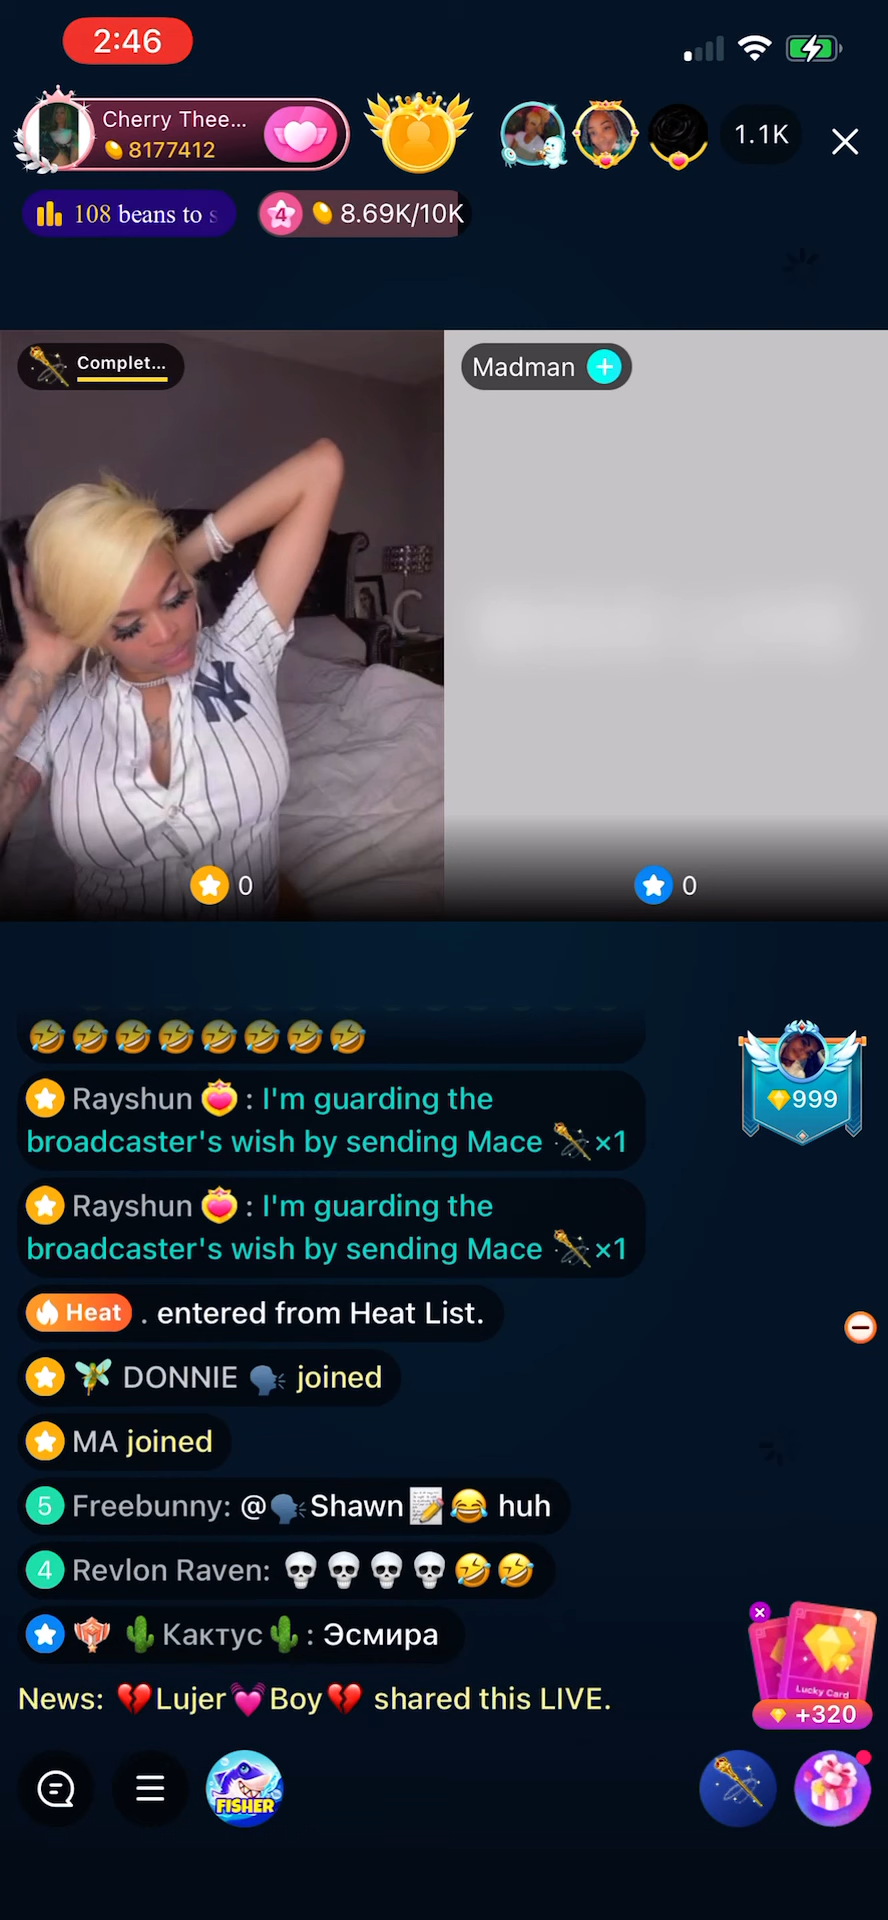 2:46
Cherry Thee...
8177412
1.1K
108 beans to s
4 8.69K/10K
Complet...
Madman
NY
C
0
0
Rayshun : I'm guarding the
broadcaster's wish by sending Mace ×1
999
Rayshun : I'm guarding the
broadcaster's wish by sending Mace ×1
Heat . entered from Heat List.
DONNIE joined
MA joined
5 Freebunny: @Shawn huh
4 Revlon Raven:
Кактус : Эсмира
Lucky Card
News: Lujer Boy shared this LIVE.
+320
FISHER